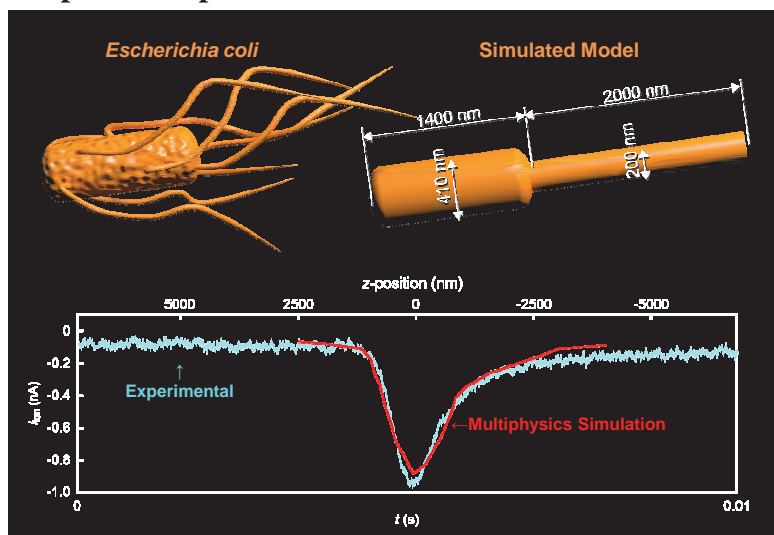 Escherichia coli
Simulated Model
2000 nm
1400 nm
410 nm
200 nm
z-position (nm)
5000 2500 0 -2500 -5000
0
-0.2
-0.4
-0.6
-0.8
-1.0
↑
Experimental
←Multiphysics Simulation
(nA)
0 0.01
t (s)